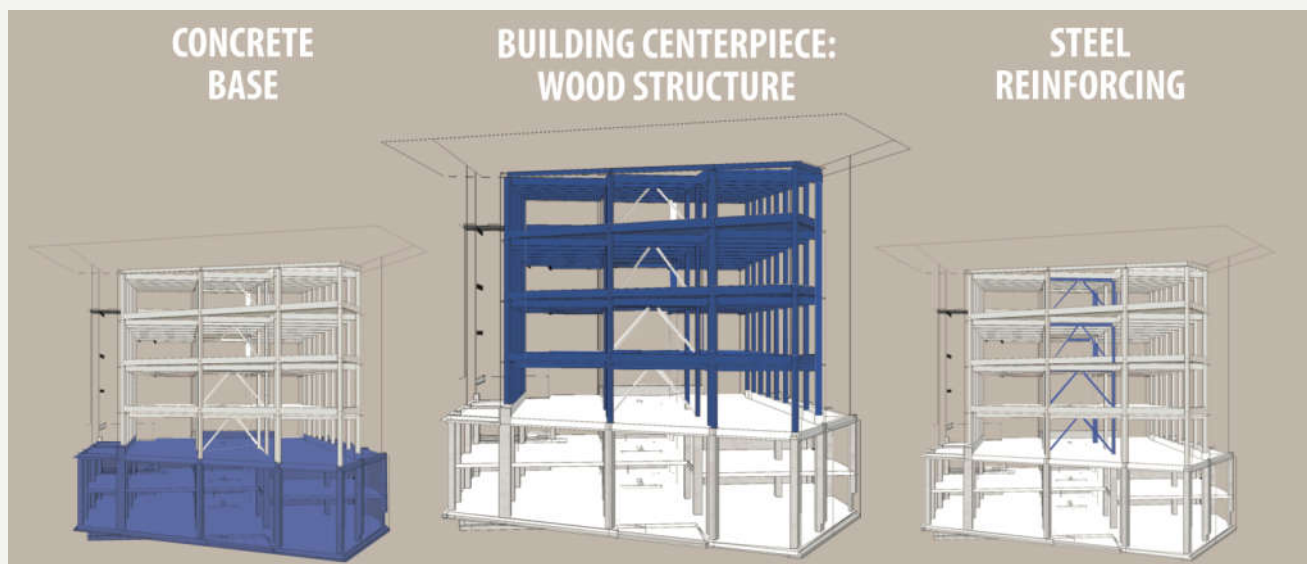 CONCRETE
BASE
BUILDING CENTERPIECE:
WOOD STRUCTURE
STEEL
REINFORCING